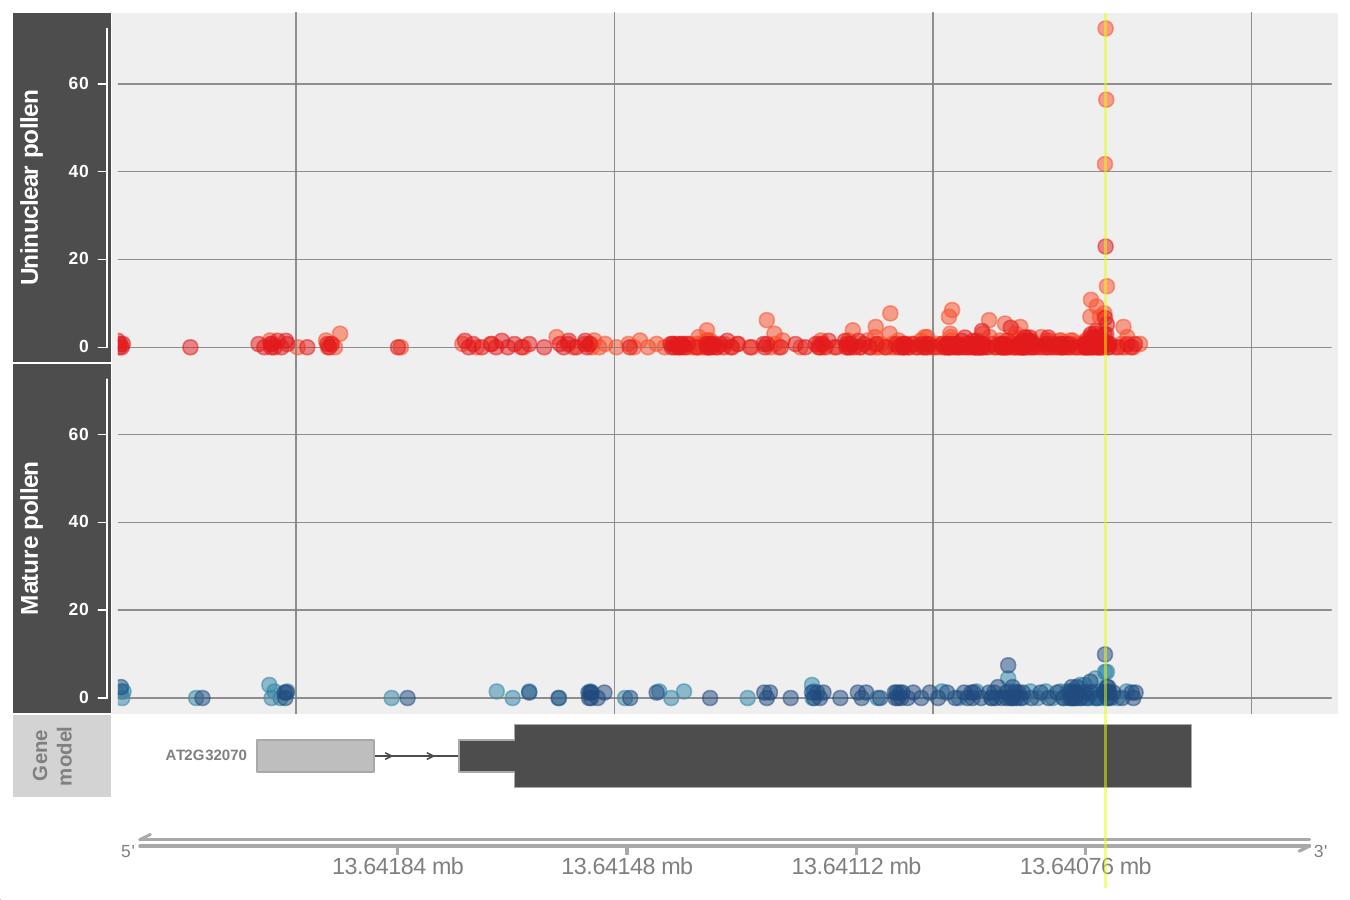 Uninuclear pollen
60
40
20
0
Mature pollen
60
40
20
0
Gene
model
AT2G32070
5'
3'
13.64184 mb
13.64148 mb
13.64112 mb
13.64076 mb